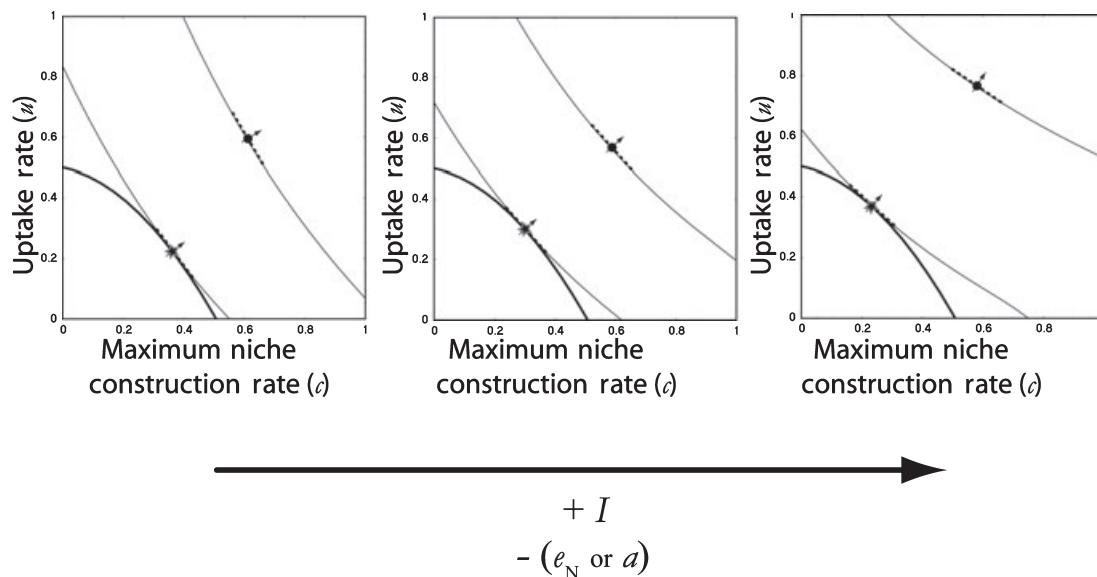 1
0.8
0.6
0.4
0.2
0
0 0.2 0.4 0.6 0.8 1
Uptake rate (u)
Maximum niche
construction rate (c)
1
0.8
0.6
0.4
0.2
0
0 0.2 0.4 0.6 0.8 1
Uptake rate (u)
Maximum niche
construction rate (c)
1
0.8
0.6
0.4
0.2
0
0 0.2 0.4 0.6 0.8
Uptake rate (u)
Maximum niche
construction rate (c)
+ I
- (e_N or a)